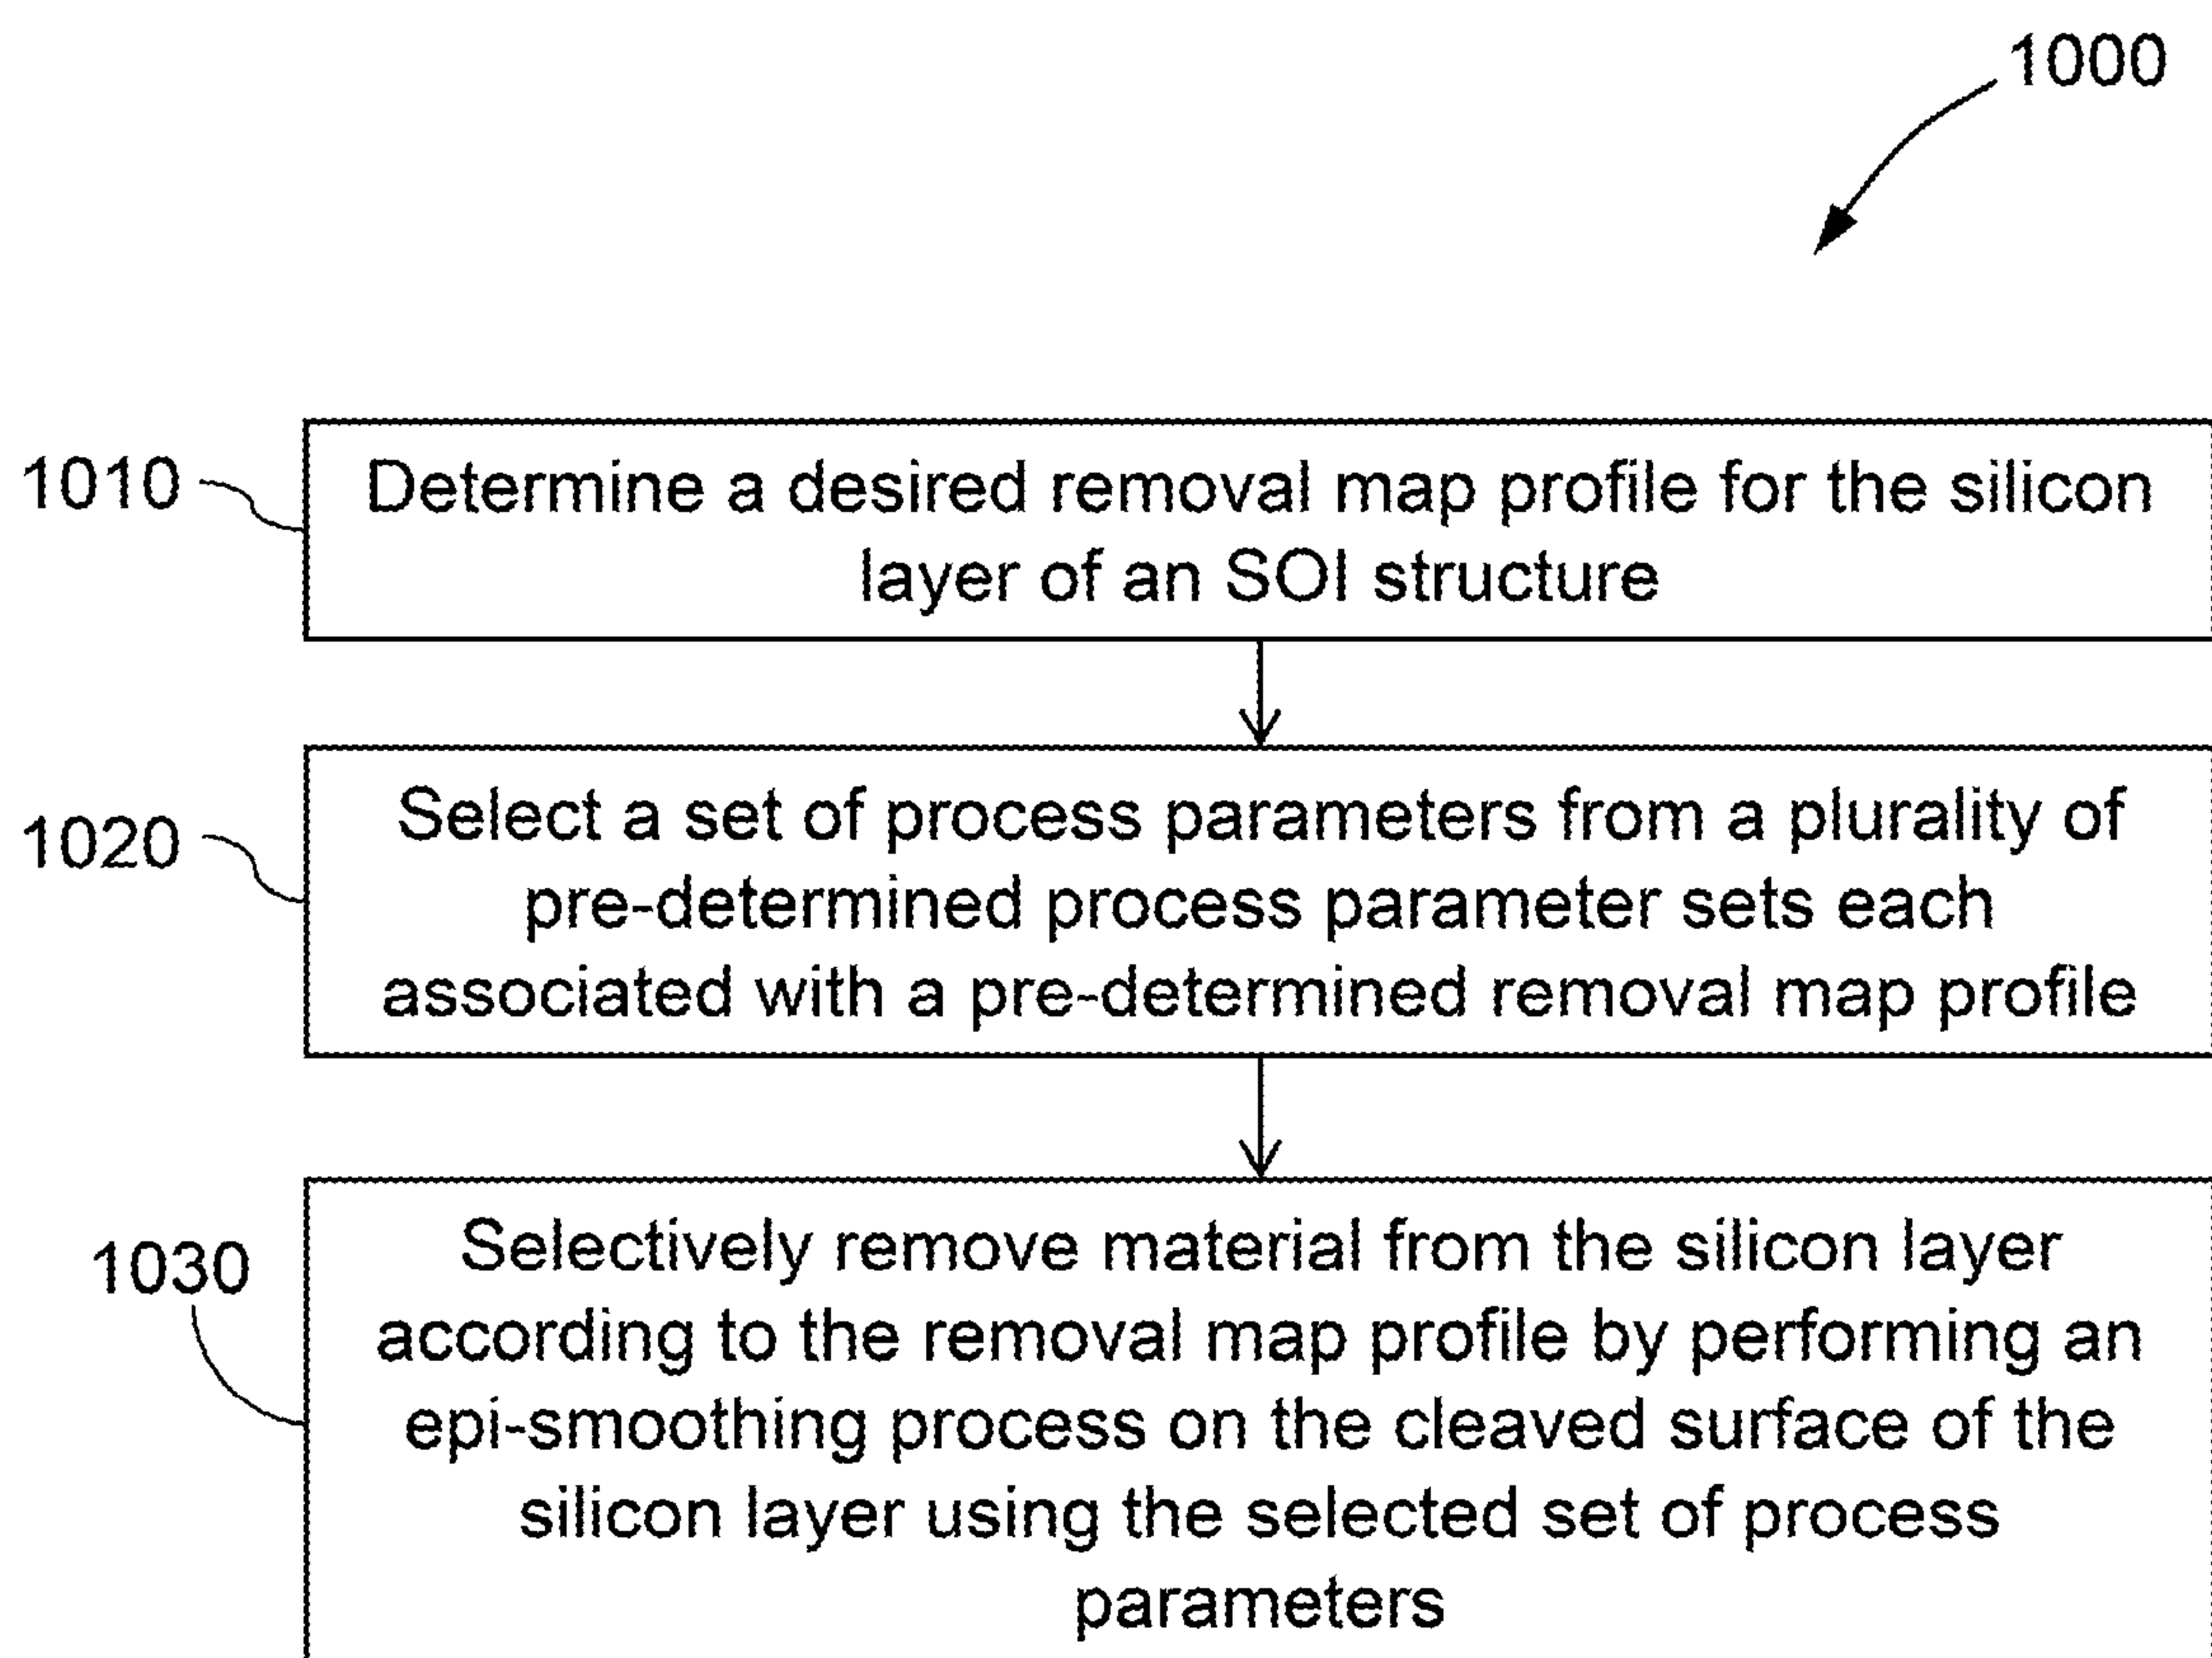 1000
1010
Determine a desired removal map profile for the silicon
layer of an SOI structure
1020
Select a set of process parameters from a plurality of
pre-determined process parameter sets each
associated with a pre-determined removal map profile
1030
Selectively remove material from the silicon layer
according to the removal map profile by performing an
epi-smoothing process on the cleaved surface of the
silicon layer using the selected set of process
parameters